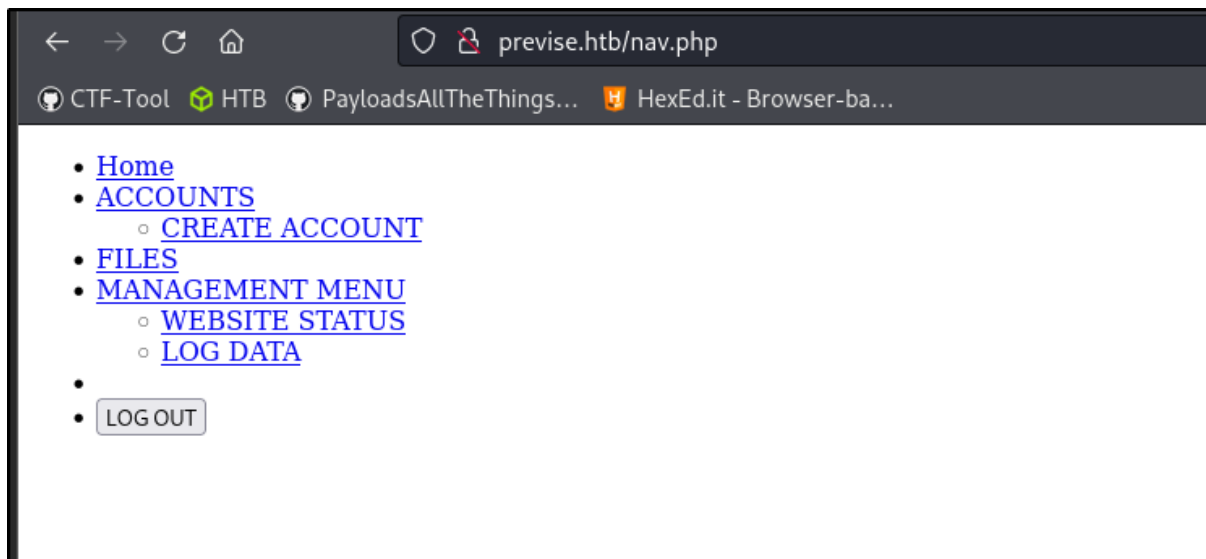 previse.htb/nav.php
CTF-Tool HTB PayloadsAllTheThings... HexEd.it - Browser-ba...
Home
ACCOUNTS
CREATE ACCOUNT
FILES
MANAGEMENT MENU
WEBSITE STATUS
LOG DATA
LOG OUT